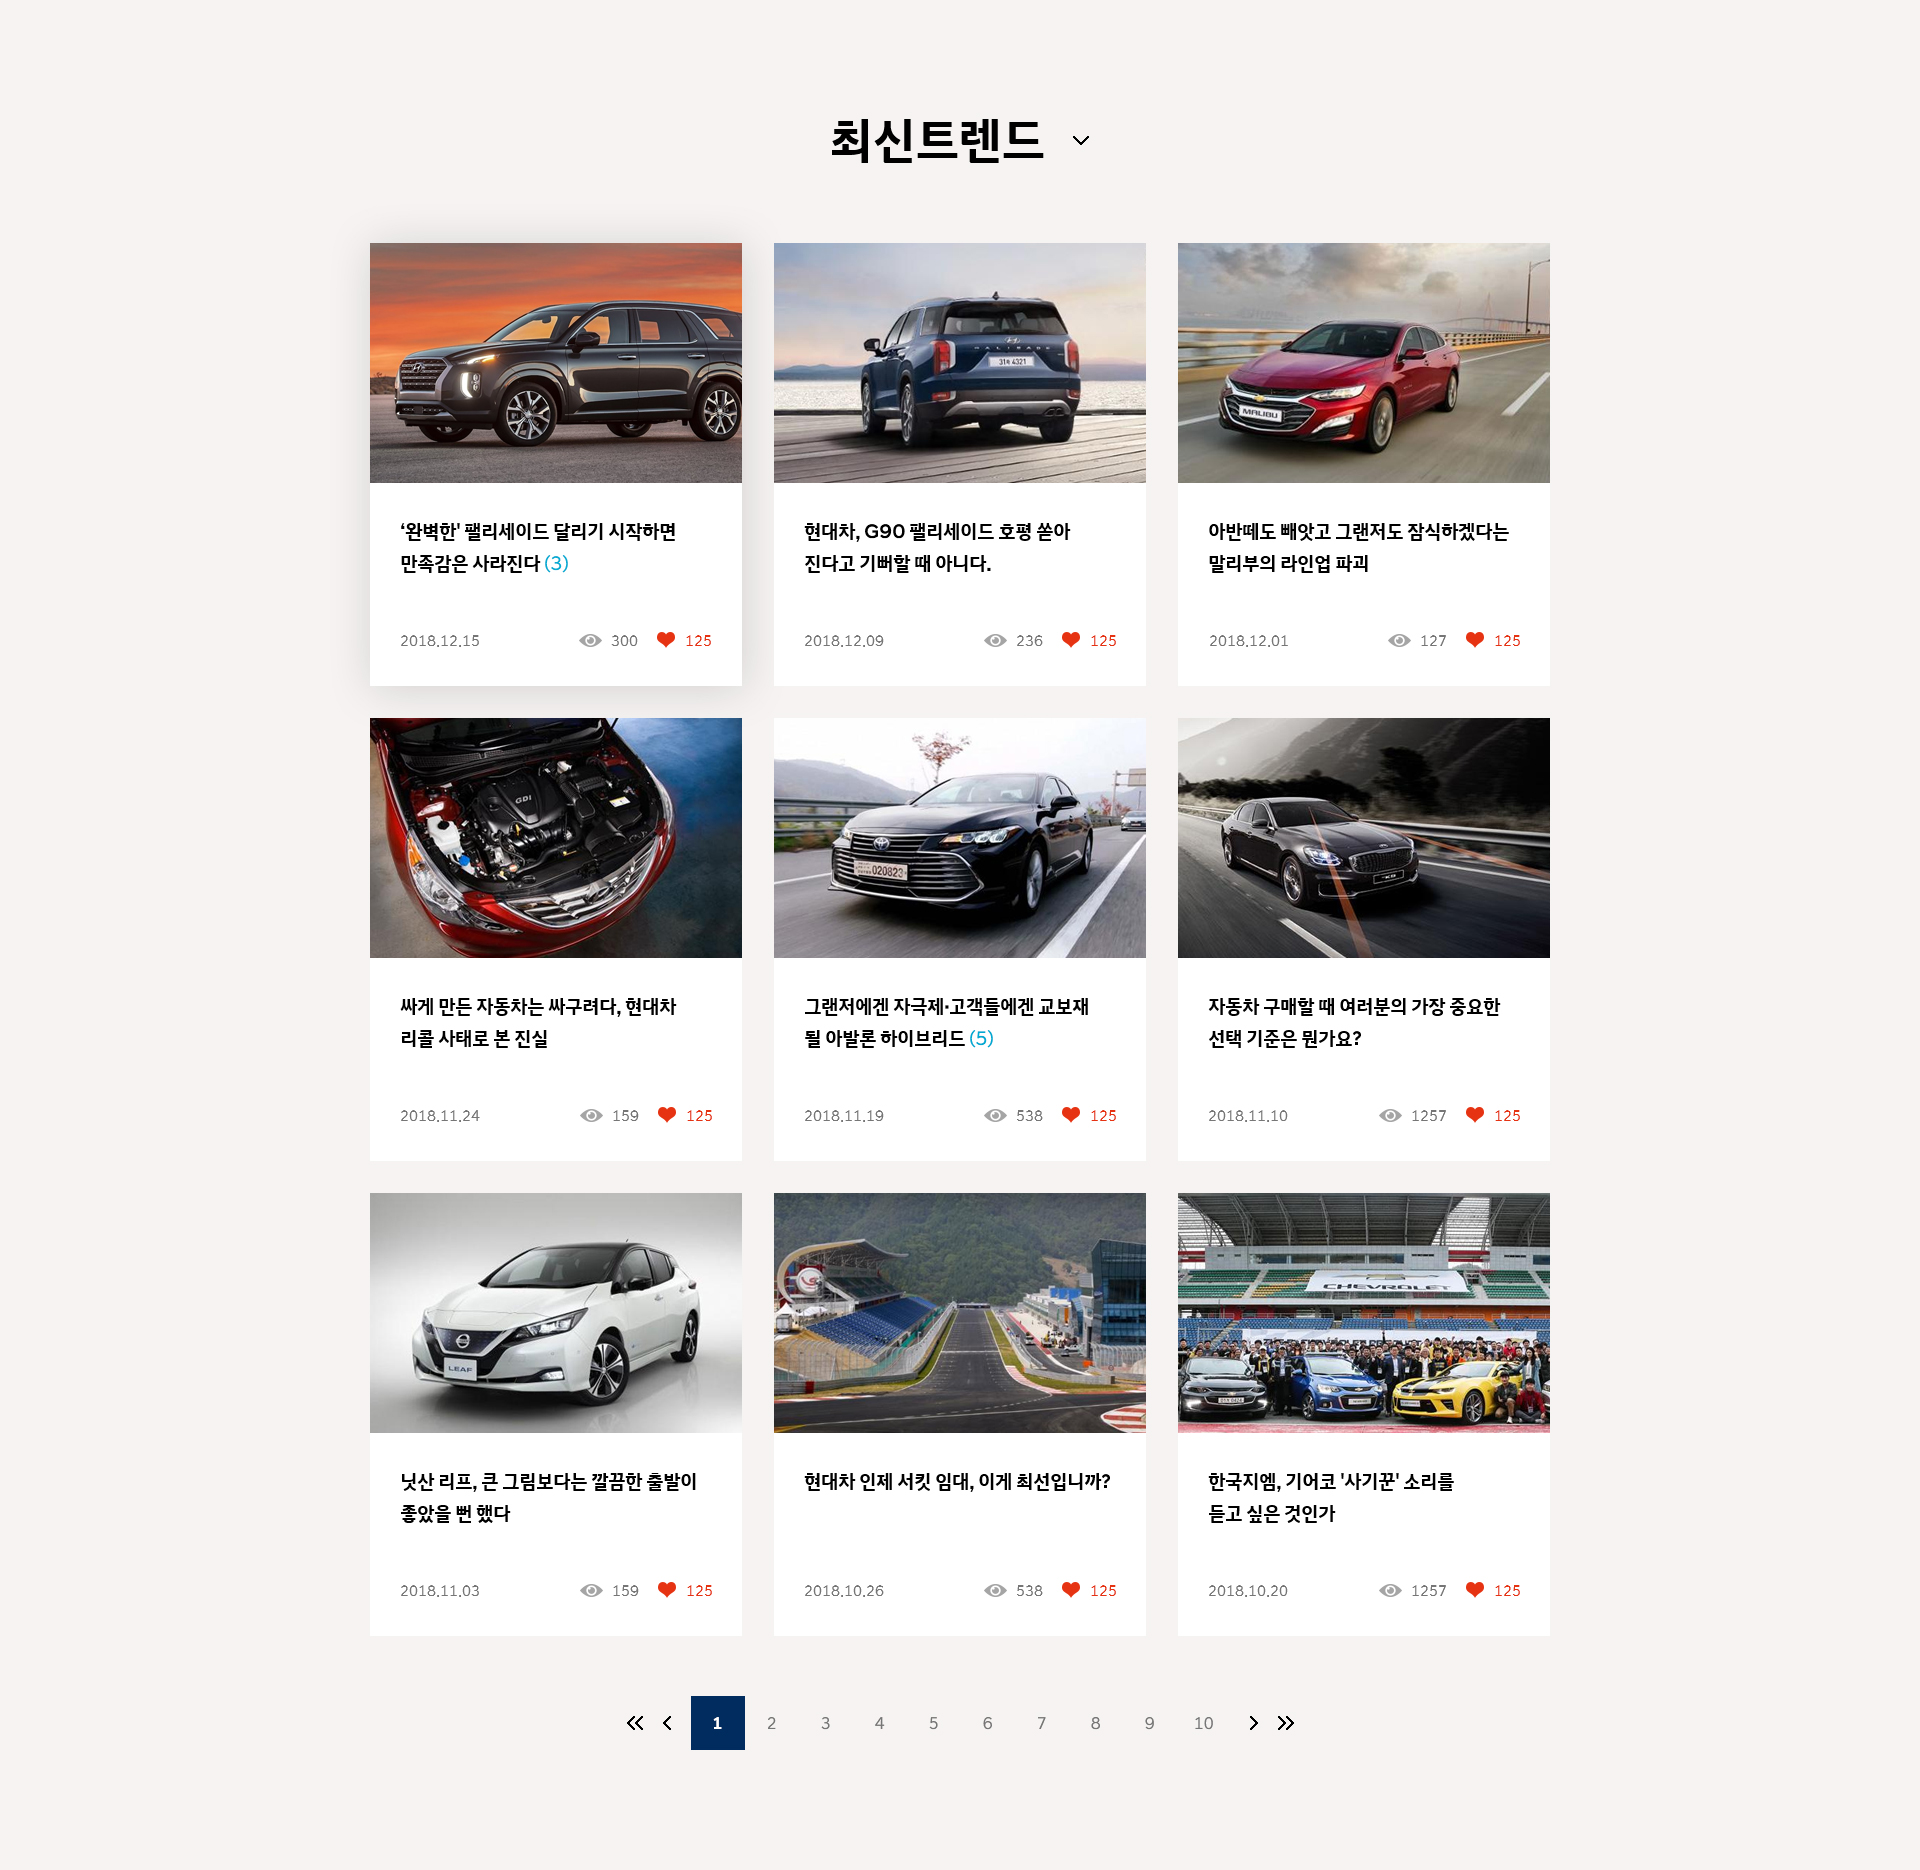 최신트렌드
PALISADE
31주 4321
MALIBU
‘완벽한' 팰리세이드 달리기 시작하면
만족감은 사라진다 (3)
2018.12.15 300 125
현대차, G90 팰리세이드 호평 쏟아
진다고 기뻐할 때 아니다.
2018.12.09 236 125
아반떼도 빼앗고 그랜저도 잠식하겠다는
말리부의 라인업 파괴
2018.12.01 127 125
GDI
020823
K9
싸게 만든 자동차는 싸구려다, 현대차
리콜 사태로 본 진실
2018.11.24 159 125
그랜저에겐 자극제·고객들에겐 교보재
될 아발론 하이브리드 (5)
2018.11.19 538 125
자동차 구매할 때 여러분의 가장 중요한
선택 기준은 뭔가요?
2018.11.10 1257 125
LEAF
CHEVROLET
닛산 리프, 큰 그림보다는 깔끔한 출발이
좋았을 뻔 했다
2018.11.03 159 125
현대차 인제 서킷 임대, 이게 최선입니까?
2018.10.26 538 125
한국지엠, 기어코 '사기꾼' 소리를
듣고 싶은 것인가
2018.10.20 1257 125
1 2 3 4 5 6 7 8 9 10